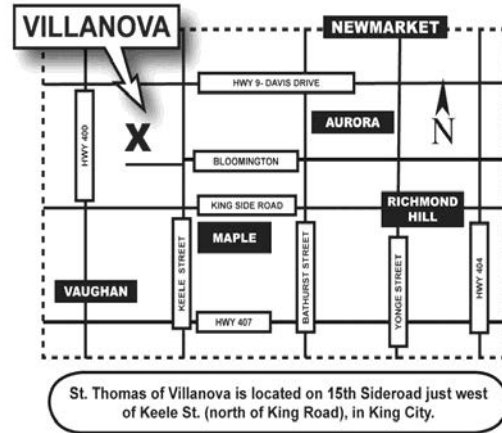 VILLANOVA
NEWMARKET
HWY 9- DAVIS DRIVE
HWY 400
X
AURORA
N
BLOOMINGTON
KING SIDE ROAD
RICHMOND
HILL
KEELE STREET
MAPLE
BATHURST STREET
YONGE STREET
HWY 404
VAUGHAN
HWY 407
St. Thomas of Villanova is located on 15th Sideroad just west
of Keele St. (north of King Road), in King City.